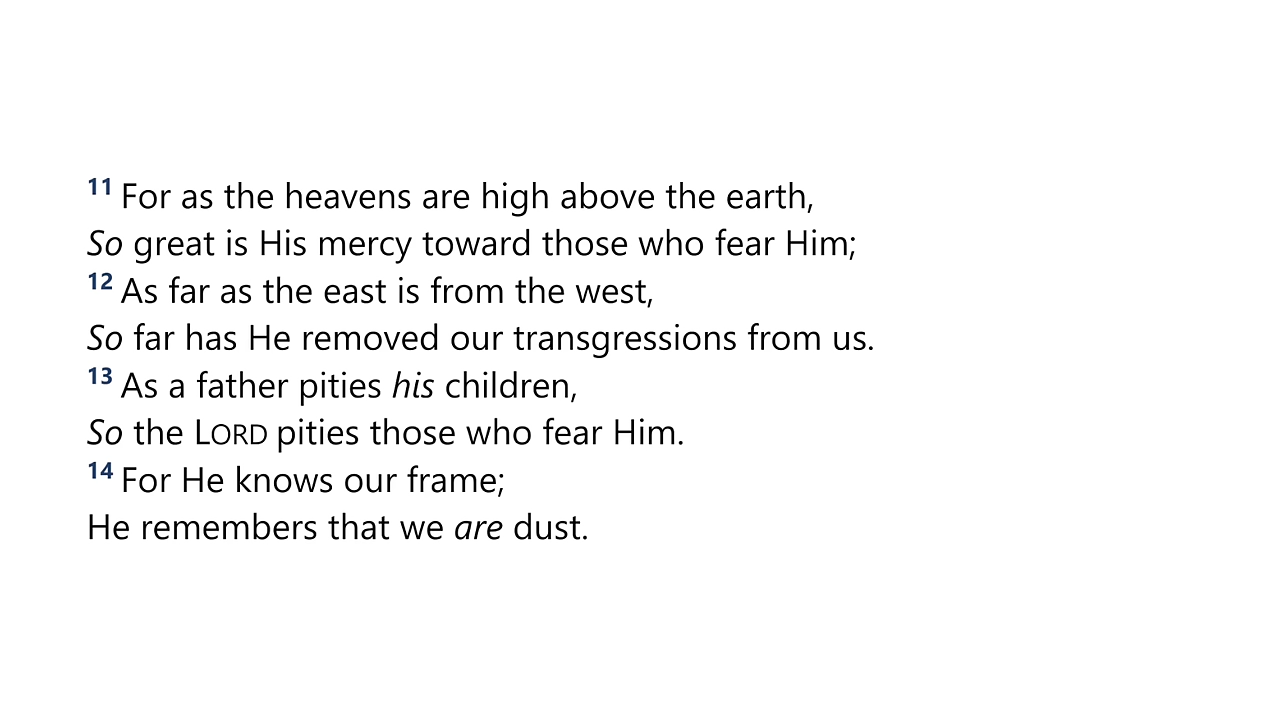 11 For as the heavens are high above the earth,
So great is His mercy toward those who fear Him;
12 As far as the east is from the west,
So far has He removed our transgressions from us.
13 As a father pities his children,
So the LORD pities those who fear Him.
14 For He knows our frame;
He remembers that we are dust.